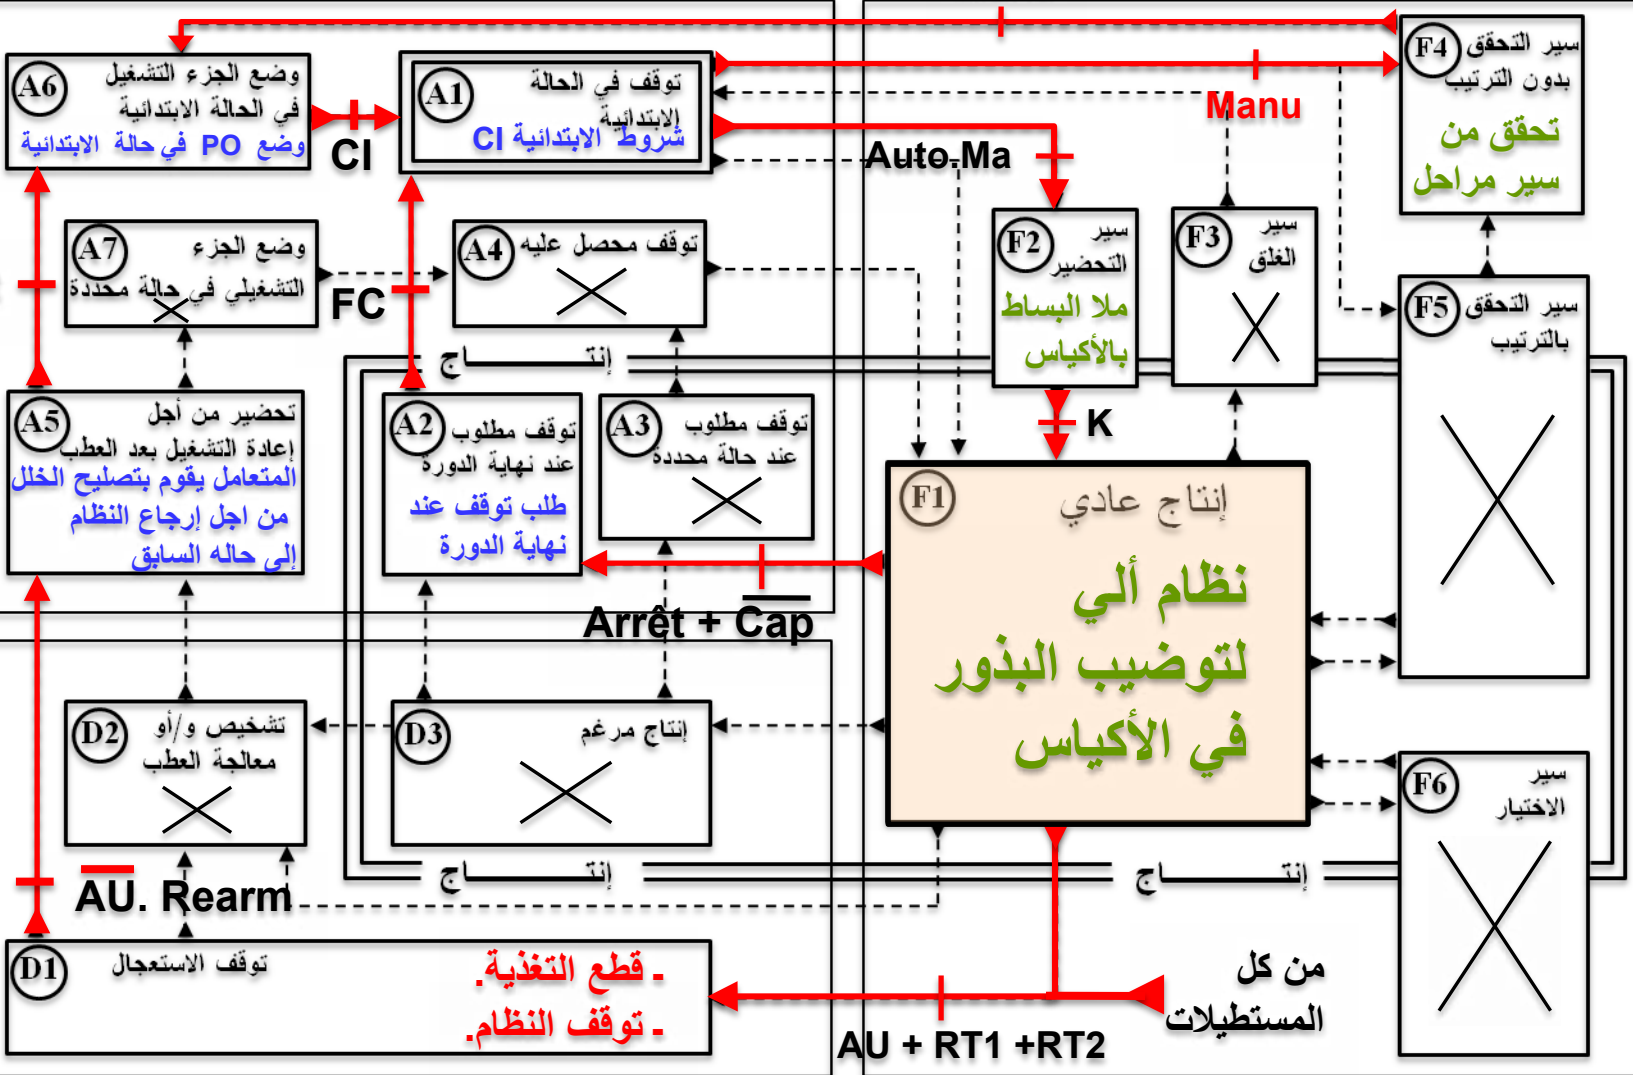 A6
وضع الجزء التشغيل
في الحالة الابتدائية
وضع PO في حالة الابتدائية
CI
A1
توقف في الحالة
الابتدائية
شروط الابتدائية CI
Manu
Auto.Ma
F4
سير التحقق
بدون الترتيب
تحقق من
سير مراحل
A7
وضع الجزء
التشغيلي في حالة محددة
FC
A4
توقف محصل عليه
F2
سير
التحضير
ملا البساط
بالأكياس
F3
سير
الغلق
F5
سير التحقق
بالترتيب
إنتـــــــاج
K
A5
تحضير من أجل
إعادة التشغيل بعد العطب
المتعامل يقوم بتصليح الخلل
من اجل إرجاع النظام
إلى حاله السابق
A2
توقف مطلوب
عند نهاية الدورة
طلب توقف عند
نهاية الدورة
A3
توقف مطلوب
عند حالة محددة
F1
إنتاج عادي
نظام ألي
لتوضيب البذور
في الأكياس
Arrêt + Cap
D2
تشخيص و/أو
معالجة العطب
D3
إنتاج مرغم
F6
سير
الاختيار
إنتـــــــاج
إنتـــــــاج
AU. Rearm
D1
توقف الاستعجال
- قطع التغذية.
- توقف النظام.
من كل
المستطيلات
AU + RT1 +RT2